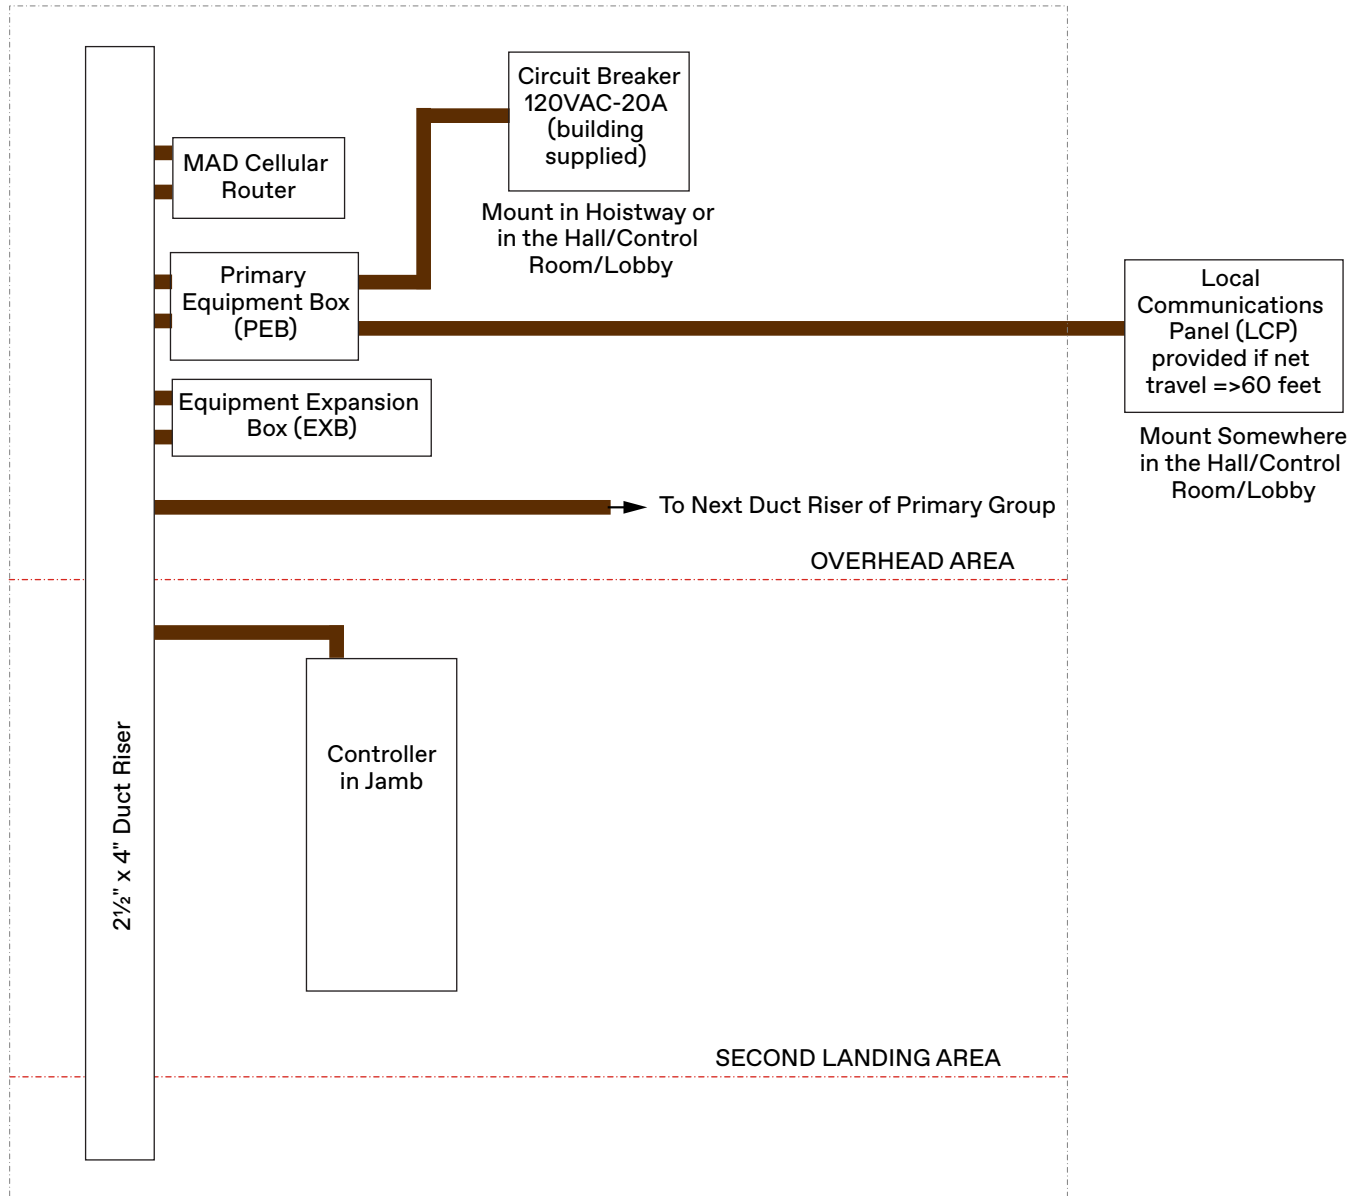 Circuit Breaker
120VAC-20A
(building
supplied)
Mount in Hoistway or
in the Hall/Control
Room/Lobby
MAD Cellular
Router
Primary
Equipment Box
(PEB)
Local
Communications
Panel (LCP)
provided if net
travel =>60 feet
Mount Somewhere
in the Hall/Control
Room/Lobby
Equipment Expansion
Box (EXB)
To Next Duct Riser of Primary Group
OVERHEAD AREA
2½" x 4" Duct Riser
Controller
in Jamb
SECOND LANDING AREA